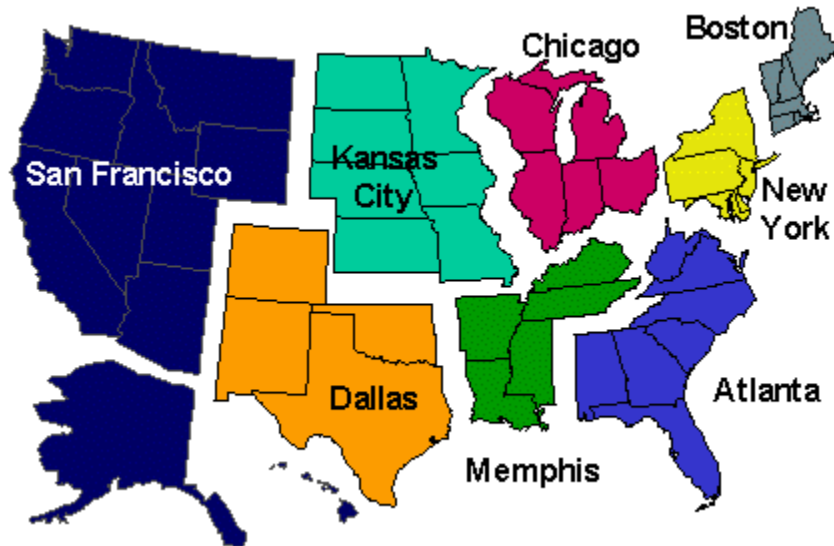 Boston
Chicago
San Francisco
Kansas
City
New
York
Dallas
Atlanta
Memphis